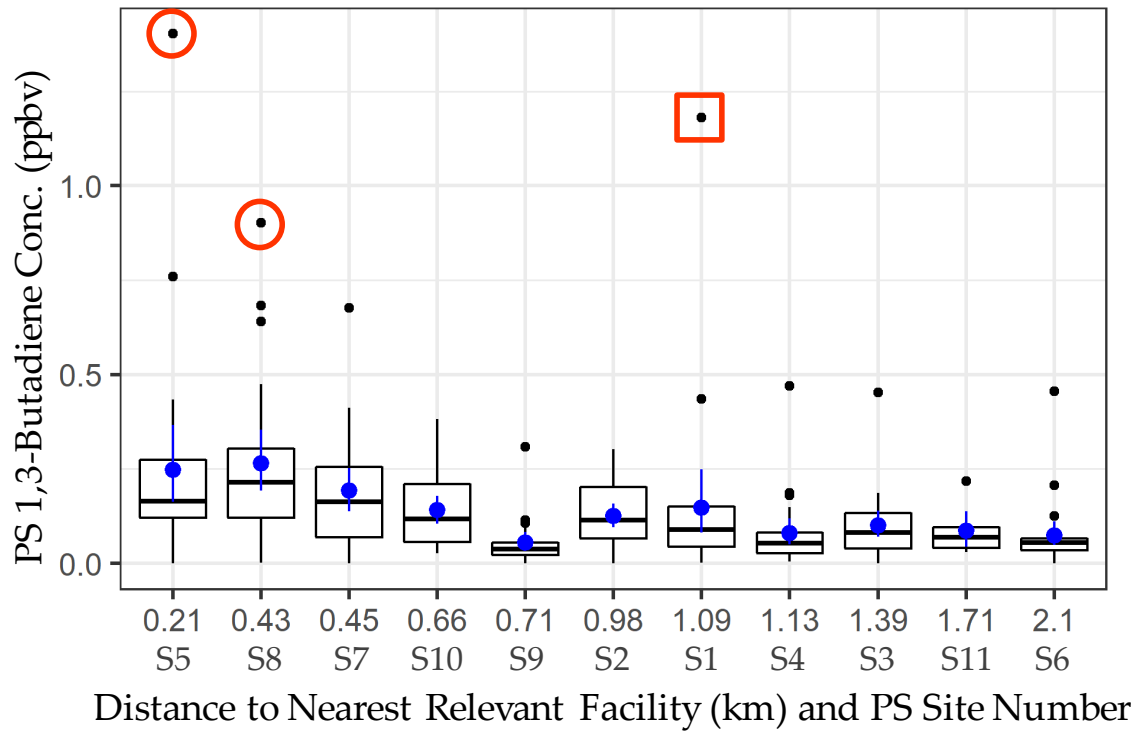 PS 1,3-Butadiene Conc. (ppbv)
1.0
0.5
0.0
0.21 0.43 0.45 0.66 0.71 0.98 1.09 1.13 1.39 1.71 2.1
S5 S8 S7 S10 S9 S2 S1 S4 S3 S11 S6
Distance to Nearest Relevant Facility (km) and PS Site Number